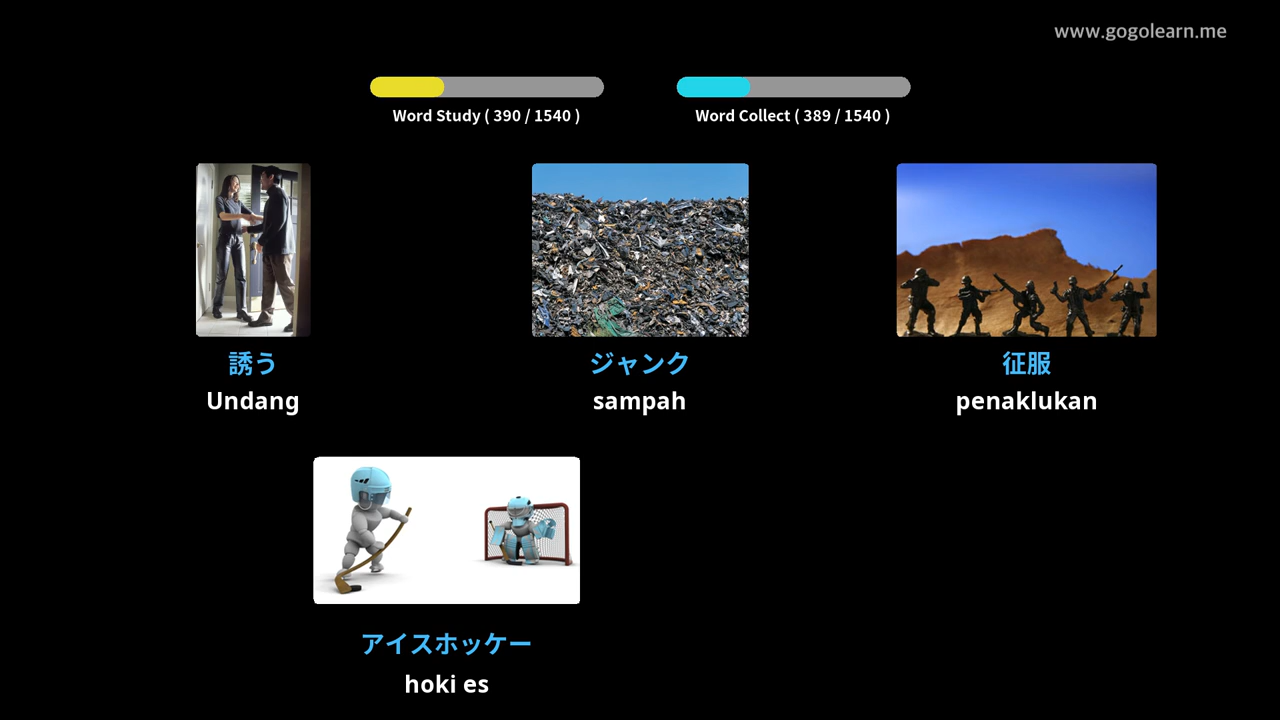 www.gogolearn.me
Word Study ( 390 / 1540 )
Word Collect ( 389 / 1540 )
誘う
ジャンク
征服
Undang
sampah
penaklukan
アイスホッケー
hoki es